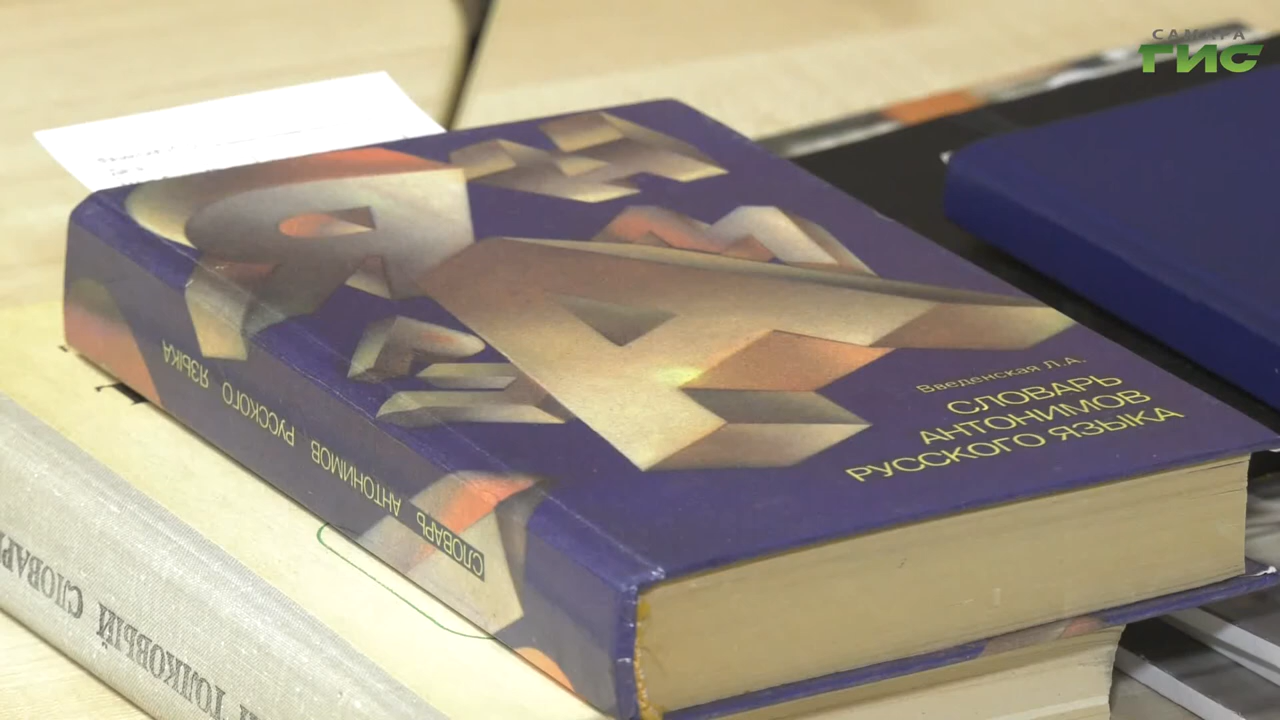 САМАРА
ГИС
Введенская Л.А.
СЛОВАРЬ
АНТОНИМОВ
РУССКОГО ЯЗЫКА
СЛОВАРЬ АНТОНИМОВ РУССКОГО ЯЗЫКА
ТОЛКОВЫЙ СЛОВАРЬ